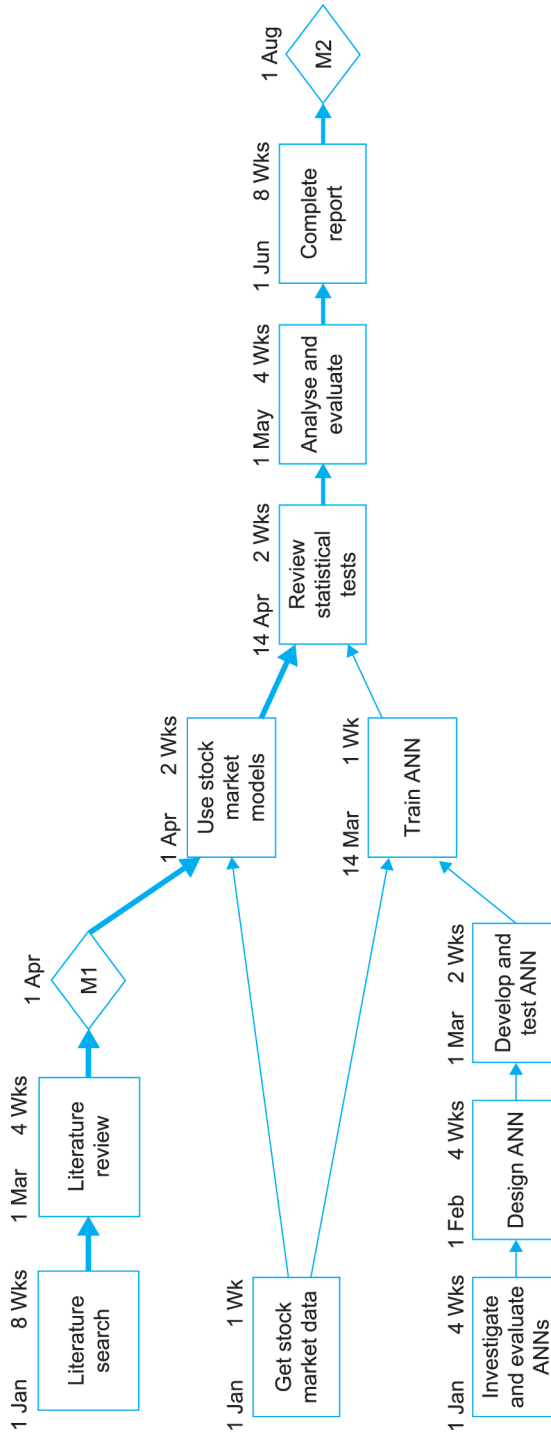 1 Jan 8 Wks
Literature
search
1 Mar 4 Wks
Literature
review
1 Apr
M1
1 Jan 1 Wk
Get stock
market data
1 Apr 2 Wks
Use stock
market
models
1 Jan 4 Wks
Investigate
and evaluate
ANNs
1 Feb 4 Wks
Design ANN
1 Mar 2 Wks
Develop and
test ANN
14 Mar 1 Wk
Train ANN
14 Apr 2 Wks
Review
statistical
tests
1 May 4 Wks
Analyse and
evaluate
1 Jun 8 Wks
Complete
report
1 Aug
M2